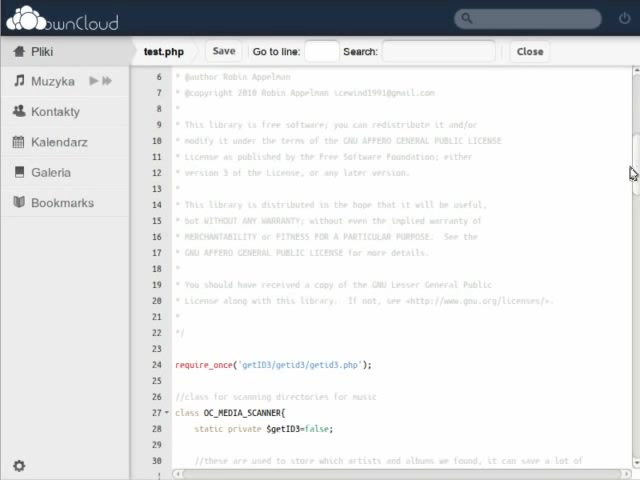 ownCloud
Pliki
Muzyka
Kontakty
Kalendarz
Galeria
Bookmarks
test.php Save Go to line: Search: Close
6 * @author Robin Appelman
7 * @copyright 2010 Robin Appelman icewind1991@gmail.com
8 *
9 * This library is free software; you can redistribute it and/or
10 * modify it under the terms of the GNU AFFERO GENERAL PUBLIC LICENSE
11 * License as published by the Free Software Foundation; either
12 * version 3 of the License, or any later version.
13 *
14 * This library is distributed in the hope that it will be useful,
15 * but WITHOUT ANY WARRANTY; without even the implied warranty of
16 * MERCHANTABILITY or FITNESS FOR A PARTICULAR PURPOSE. See the
17 * GNU AFFERO GENERAL PUBLIC LICENSE for more details.
18 *
19 * You should have received a copy of the GNU Lesser General Public
20 * License along with this library. If not, see <http://www.gnu.org/licenses/>.
21 *
22 */
23
24 require_once('getID3/getid3/getid3.php');
25
26 //class for scanning directories for music
27 class OC_MEDIA_SCANNER{
28 static private $getID3=false;
29
30 //these are used to store which artists and albums we found, it can save a lot of